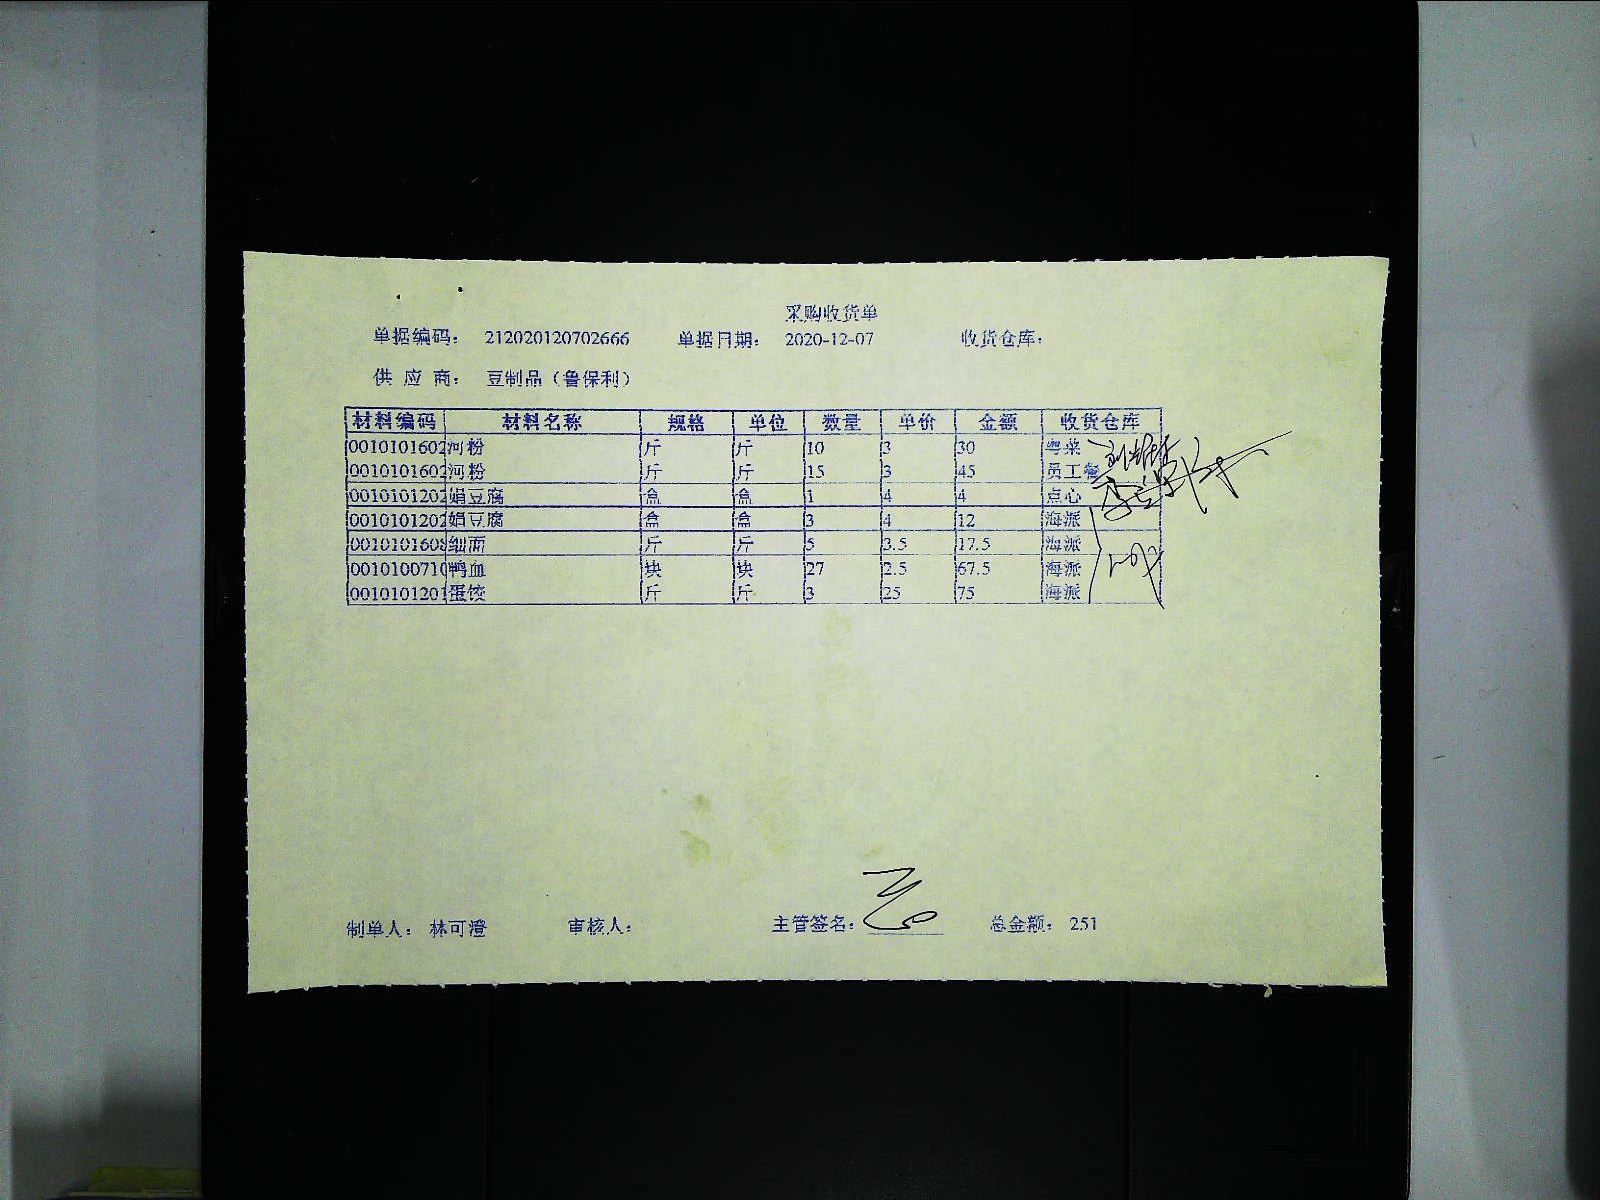 采购收货单
单据编码： 212020120702666 单据日期： 2020-12-07 收货仓库：
供 应 商： 豆制品（鲁保利）
材料编码 材料名称 规格 单位 数量 单价 金额 收货仓库
0010101602 河粉 斤 斤 10 3 30 粤菜
0010101602 河粉 斤 斤 15 3 45 员工餐
0010101202 娟豆腐 盒 盒 1 4 4 点心
0010101202 娟豆腐 盒 盒 3 4 12 海派
001010160 细面 斤 斤 5 3.5 17.5 海派
001010071 鸭血 块 块 27 2.5 67.5 海派
001010120 蛋饺 斤 斤 3 25 75 海派
制单人： 林可澄 审核人： 主管签名： 总金额： 251